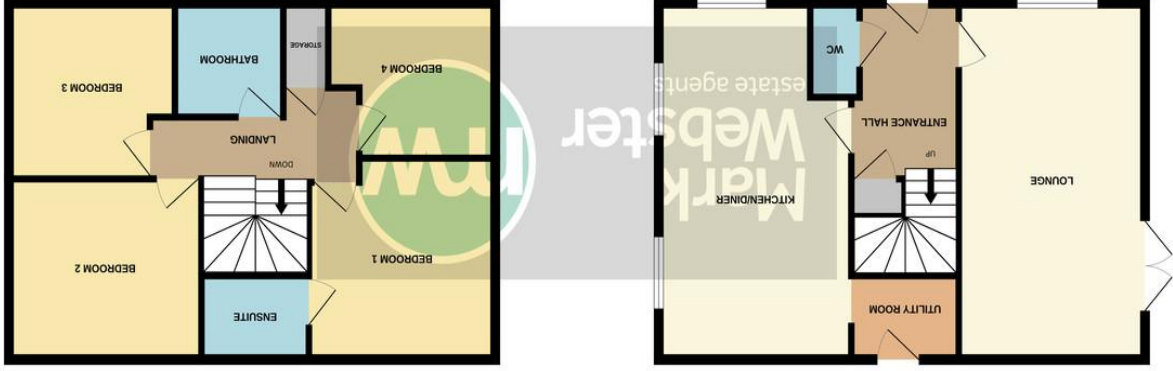 UTILITY ROOM
LOUNGE
KITCHEN/DINER
UP
ENTRANCE HALL
WC
ENSUITE
BEDROOM 1
BEDROOM 2
DOWN
LANDING
BEDROOM 4
BEDROOM 3
BATHROOM
STORAGE
mw
Mark
Webster
estate agents